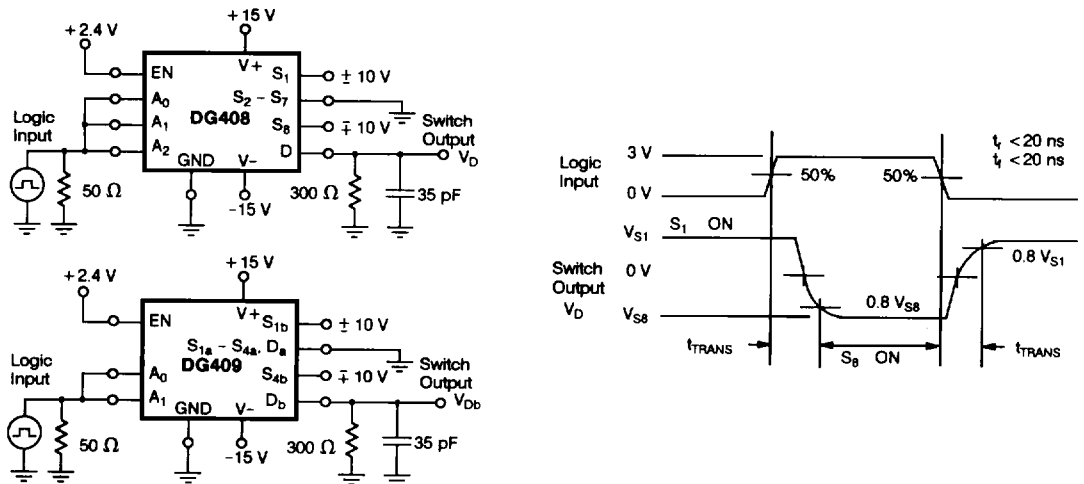 +15 V
+2.4 V
V+
EN
S1
± 10 V
A0
S2 – S7
Logic
Input
A1
DG408
S8
∓ 10 V
Switch
Output
A2
D
VD
GND
V–
50 Ω
–15 V
300 Ω
35 pF
+15 V
+2.4 V
V+
EN
S1b
± 10 V
S1a – S4a, Da
Logic
Input
DG409
A0
S4b
∓ 10 V
Switch
Output
A1
Db
VDb
GND
V–
50 Ω
–15 V
300 Ω
35 pF
Logic
Input
3 V
0 V
50%
50%
tr <20 ns
tf <20 ns
VS1
S1 ON
Switch
Output
VD
0 V
0.8 VS1
VS8
0.8 VS8
tTRANS
S8 ON
tTRANS